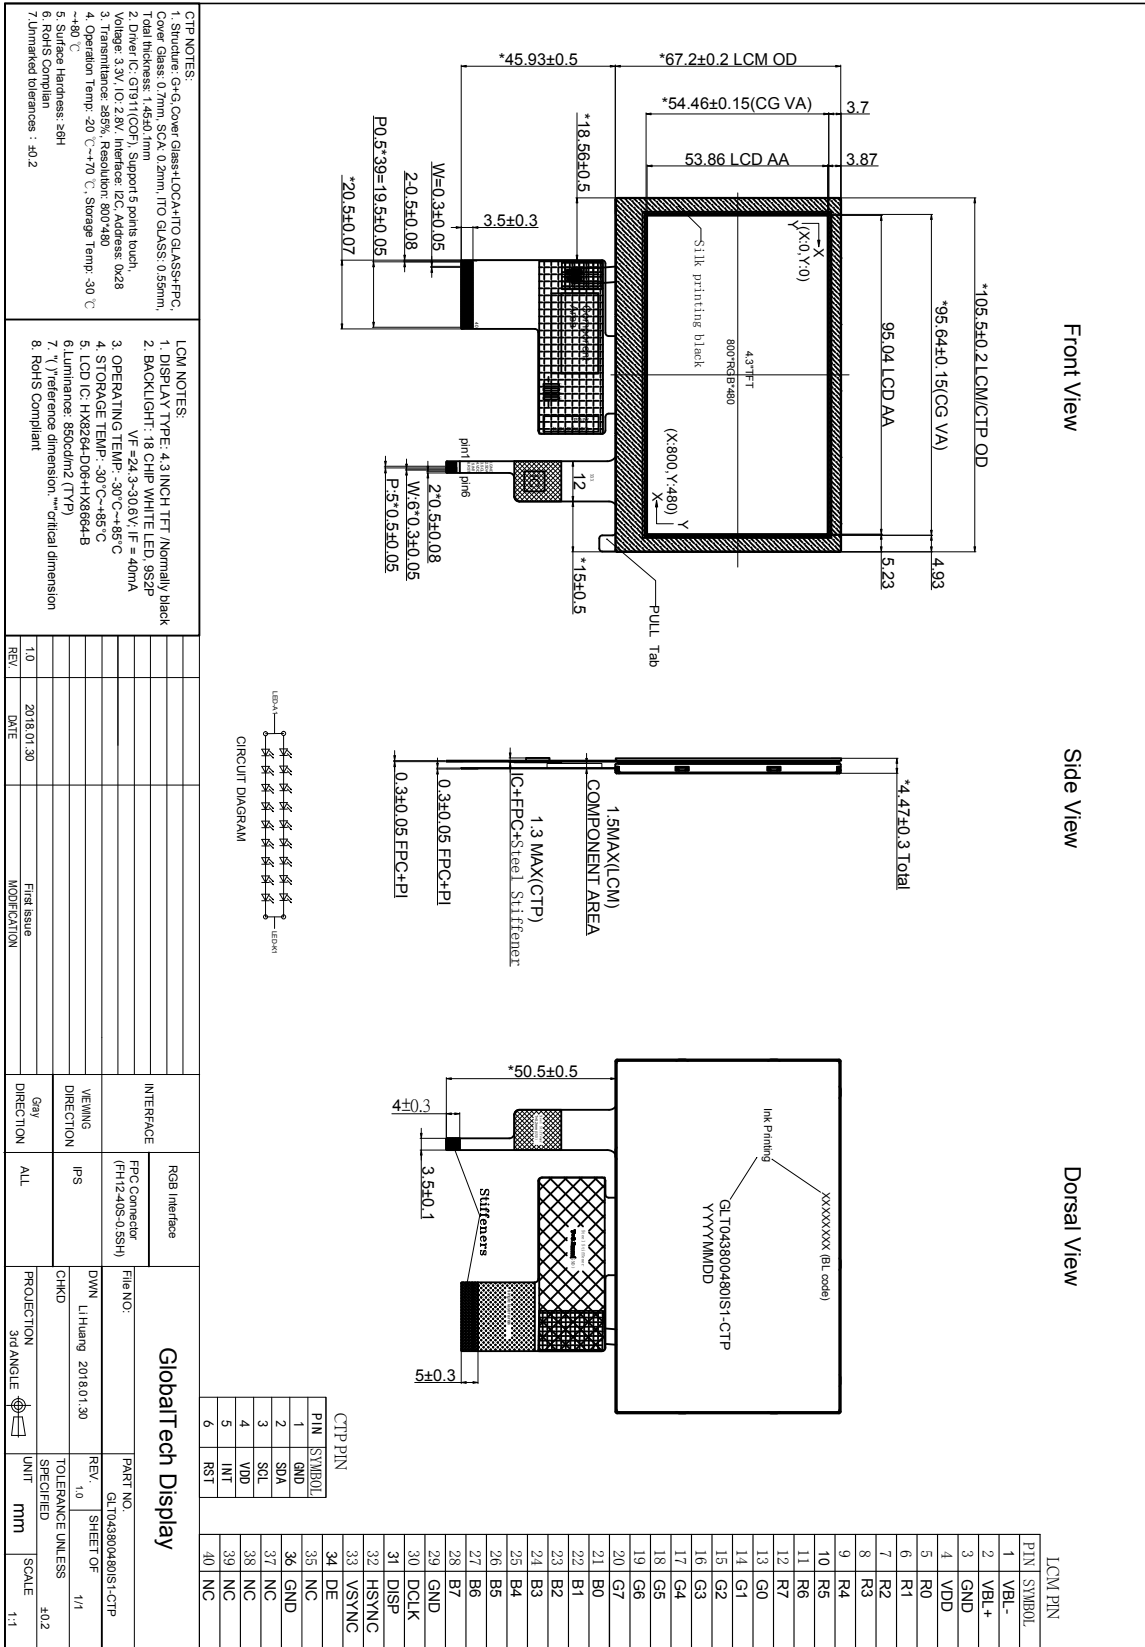 Front View
Side View
Dorsal View
*105.5±0.2 LCM/CTP OD
*95.64±0.15(CG VA)
95.04 LCD AA
4.93
5.23
*45.93±0.5
*67.2±0.2 LCM OD
*54.46±0.15(CG VA)
3.7
53.86 LCD AA
3.87
*18.56±0.5
X
Y
(X:0,Y:0)
Silk printing black
4.3"TFT
800*RGB*480
(X:800,Y:480)
X
Y
3.5±0.3
W=0.3±0.05
2-0.5±0.08
P0.5*39=19.5±0.05
*20.5±0.07
Component
Area
40
pin1
pin6
12
*15±0.5
PULL Tab
2*0.5±0.08
W:6*0.3±0.05
P:5*0.5±0.05
*4.47±0.3 Total
1.5MAX(LCM)
COMPONENT AREA
1.3 MAX(CTP)
IC+FPC+Steel Stiffener
0.3±0.05 FPC+PI
0.3±0.05 FPC+PI
LED-A1
LED-K1
CIRCUIT DIAGRAM
*50.5±0.5
4±0.3
3.5±0.1
Stiffeners
5±0.3
Ink Printing
XXXXXXXX (BL code)
GLT043800480IS1-CTP
YYYYMMDD
LCM PIN
PIN SYMBOL
1 VBL-
2 VBL+
3 GND
4 VDD
5 R0
6 R1
7 R2
8 R3
9 R4
10 R5
11 R6
12 R7
13 G0
14 G1
15 G2
16 G3
17 G4
18 G5
19 G6
20 G7
21 B0
22 B1
23 B2
24 B3
25 B4
26 B5
27 B6
28 B7
29 GND
30 DCLK
31 DISP
32 HSYNC
33 VSYNC
34 DE
35 NC
36 GND
37 NC
38 NC
39 NC
40 NC
CTP PIN
PIN SYMBOL
1 GND
2 SDA
3 SCL
4 VDD
5 INT
6 RST
CTP NOTES:
1. Structure: G+G,Cover Glass+LOCA+ITO GLASS+FPC,
Cover Glass: 0.7mm, SCA: 0.2mm, ITO GLASS: 0.55mm,
Total thickness: 1.45±0.1mm
2. Driver IC: GT911(COF), Support 5 points touch,
Voltage: 3.3V, IO: 2.8V. Interface: I2C, Address: 0x28
3. Transmittance: ≥85%, Resolution: 800*480
4. Operation Temp: -20 ℃~+70 ℃, Storage Temp: -30 ℃
~+80 ℃
5. Surface Hardness: ≥6H
6. RoHS Complian
7.Unmarked tolerances : ±0.2
LCM NOTES:
1. DISPLAY TYPE: 4.3 INCH TFT /Normally black
2. BACKLIGHT: 18 CHIP WHITE LED, 9S2P
VF =24.3~30.6V; IF = 40mA
3. OPERATING TEMP: -30°C~+85°C
4. STORAGE TEMP: -30°C~+85°C
5. LCD IC: HX8264-D06+HX8664-B
6.Luminance: 850cd/m2 (TYP)
7. "( )"reference dimension."*"critical dimension
8. RoHS Compliant
1.0 2018.01.30 First issue
REV. DATE MODIFICATION
INTERFACE
RGB Interface
FPC Connector
(FH12-40S-0.5SH)
VIEWING
DIRECTION
IPS
Gray
DIRECTION
ALL
GlobalTech Display
File NO:
PART NO.
GLT043800480IS1-CTP
DWN Li Huang 2018.01.30
REV. 1.0
SHEET OF 1/1
CHKD
TOLERANCE UNLESS
SPECIFIED ±0.2
PROJECTION
3rd ANGLE
UNIT mm
SCALE 1:1